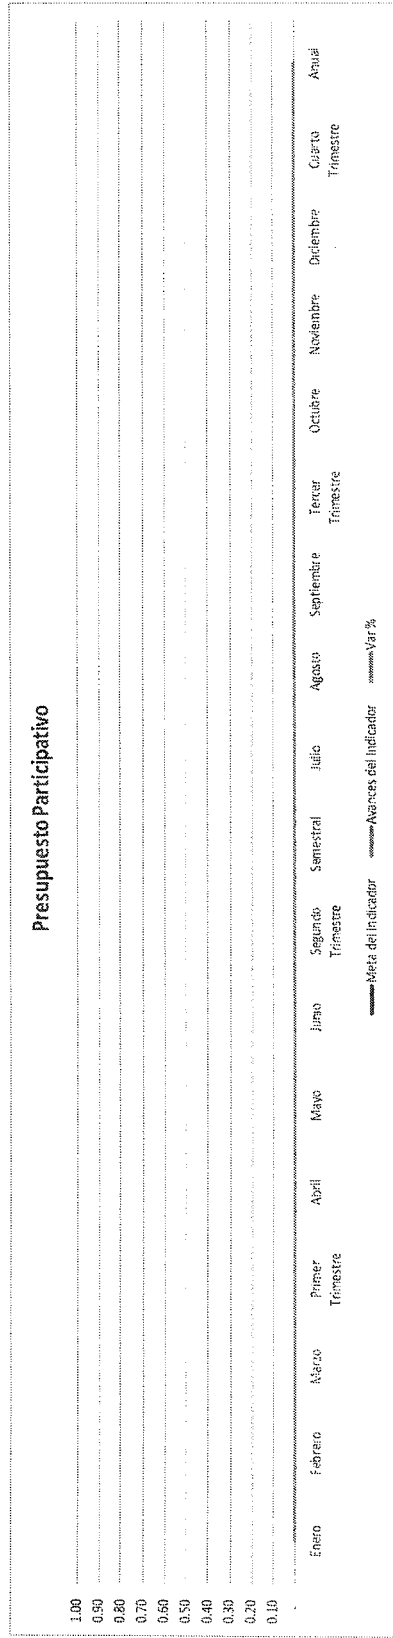 Presupuesto Participativo
1.00
0.90
0.80
0.70
0.60
0.50
0.40
0.30
0.20
0.10
-
Enero
Febrero
Marzo
Primer
Trimestre
Abril
Mayo
Junio
Segundo
Trimestre
Semestral
Julio
Agosto
Septiembre
Tercer
Trimestre
Octubre
Noviembre
Diciembre
Cuarto
Trimestre
Anual
Meta del Indicador
Avances del Indicador
Var %